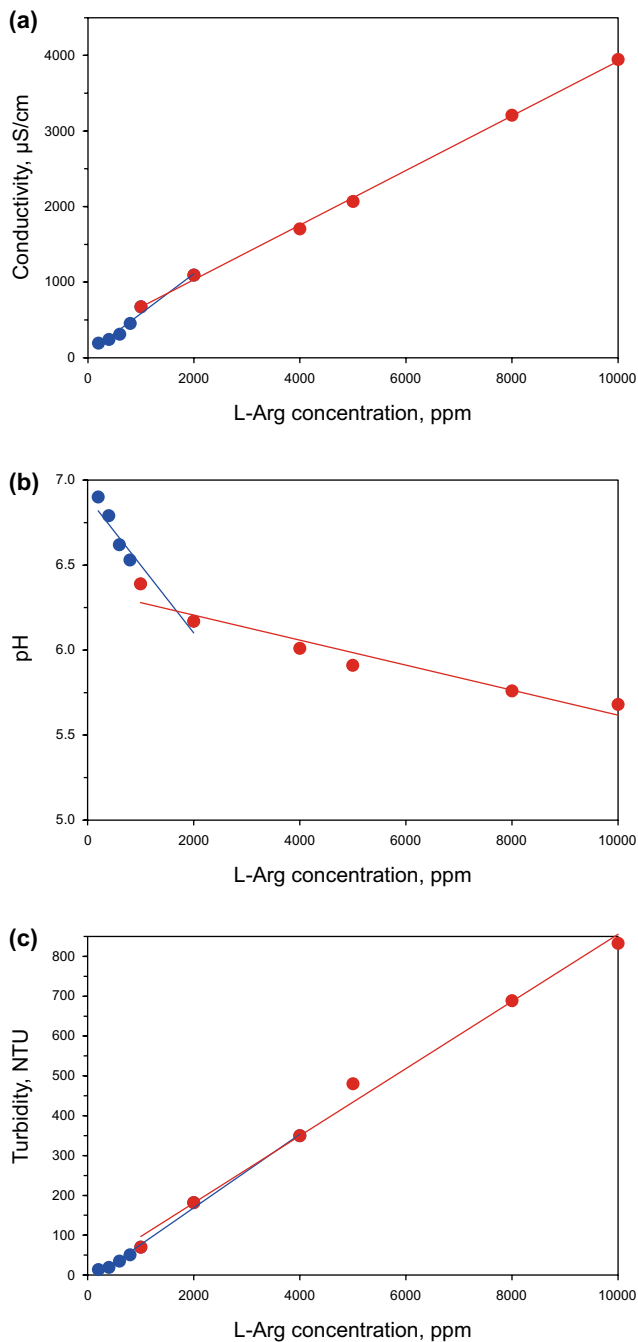 (a)
Conductivity, µS/cm
4000
3000
2000
1000
0
0 2000 4000 6000 8000 10000
L-Arg concentration, ppm
(b)
pH
7.0
6.5
6.0
5.5
5.0
0 2000 4000 6000 8000 10000
L-Arg concentration, ppm
(c)
Turbidity, NTU
800
700
600
500
400
300
200
100
0
0 2000 4000 6000 8000 10000
L-Arg concentration, ppm